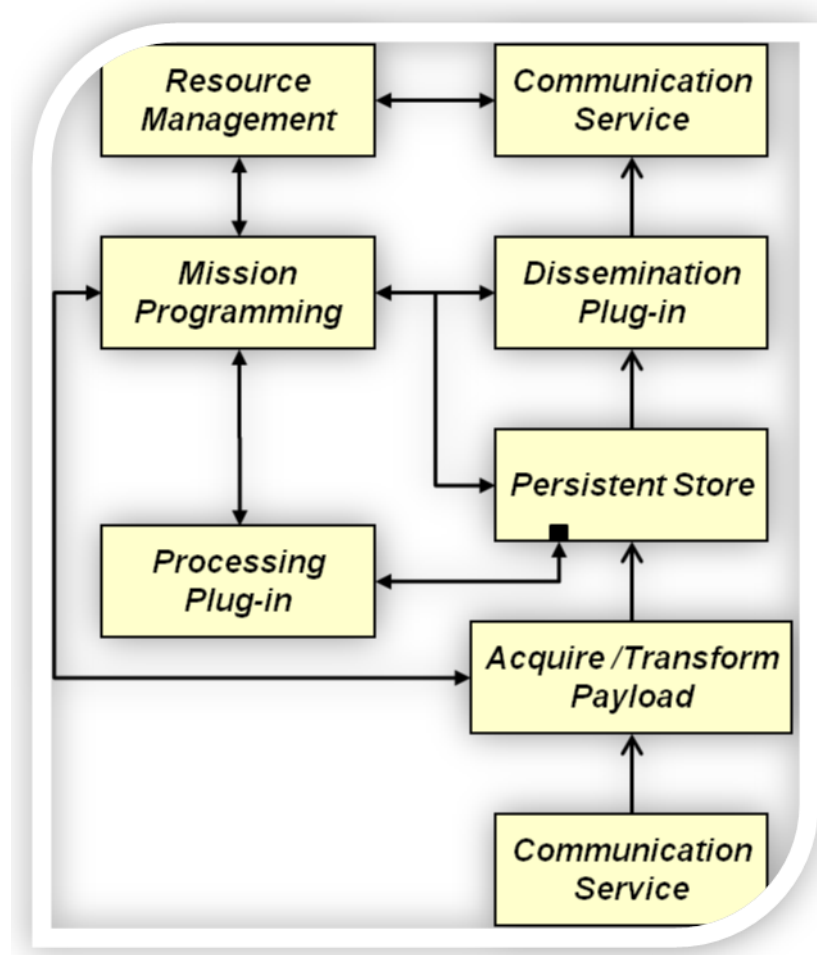 Resource
Management
Communication
Service
Mission
Programming
Dissemination
Plug-in
Persistent Store
Processing
Plug-in
Acquire /Transform
Payload
Communication
Service